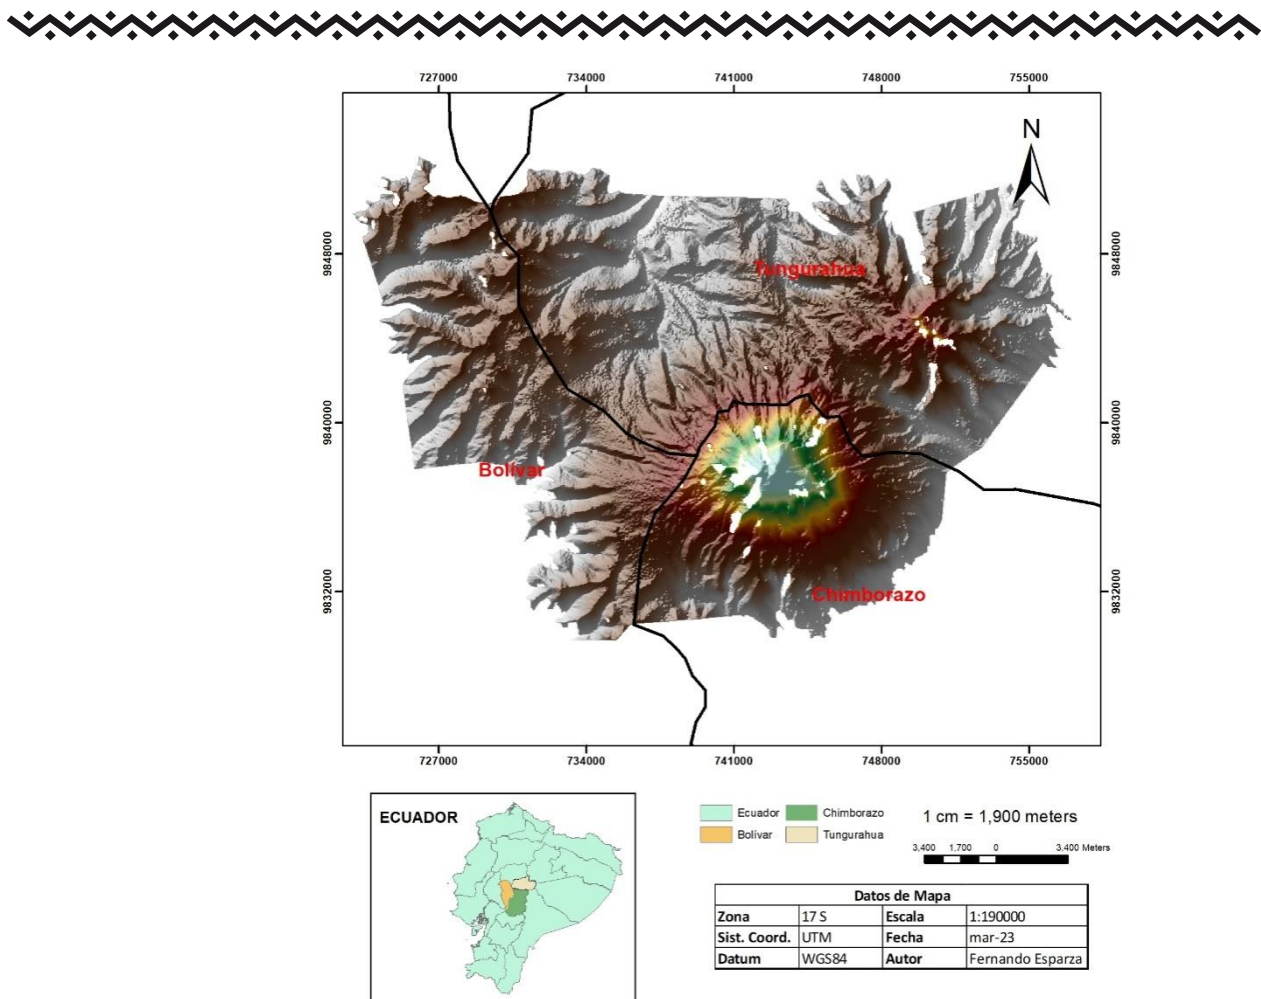 727000 734000 741000 748000 755000
N
9848000 9848000
Tungurahua
9840000 9840000
Bolívar
9832000 9832000
Chimborazo
727000 734000 741000 748000 755000
ECUADOR
Ecuador Chimborazo
Bolívar Tungurahua
1 cm = 1,900 meters
3,400 1,700 0 3,400 Meters
Datos de Mapa
Zona 17 S Escala 1:190000
Sist. Coord. UTM Fecha mar-23
Datum WGS84 Autor Fernando Esparza